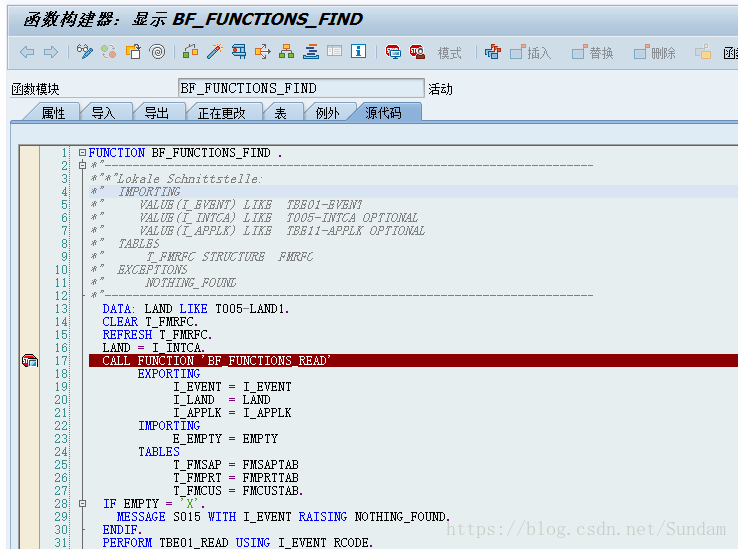 函数构建器: 显示 BF_FUNCTIONS_FIND
模式 插入 替换 删除
函数模块 BF_FUNCTIONS_FIND 活动
属性 导入 导出 正在更改 表 例外 源代码
1 FUNCTION BF_FUNCTIONS_FIND .
2 *"----------------------------------------------------------------------
3 *"*"Lokale Schnittstelle:
4 *" IMPORTING
5 *" VALUE(I_EVENT) LIKE TBE01-EVENT
6 *" VALUE(I_INTCA) LIKE T005-INTCA OPTIONAL
7 *" VALUE(I_APPLK) LIKE TBE11-APPLK OPTIONAL
8 *" TABLES
9 *" T_FMRFC STRUCTURE FMRFC
10 *" EXCEPTIONS
11 *" NOTHING_FOUND
12 *"----------------------------------------------------------------------
13 DATA: LAND LIKE T005-LAND1.
14 CLEAR T_FMRFC.
15 REFRESH T_FMRFC.
16 LAND = I_INTCA.
17 CALL FUNCTION 'BF_FUNCTIONS_READ'
18 EXPORTING
19 I_EVENT = I_EVENT
20 I_LAND = LAND
21 I_APPLK = I_APPLK
22 IMPORTING
23 E_EMPTY = EMPTY
24 TABLES
25 T_FMSAP = FMSAPTAB
26 T_FMPRT = FMPRTTAB
27 T_FMCUS = FMCUSTAB.
28 IF EMPTY = 'X'.
29 MESSAGE S015 WITH I_EVENT RAISING NOTHING_FOUND.
30 ENDIF.
31 PERFORM TBE01_READ USING I_EVENT RCODE.
https://blog.csdn.net/Sundam